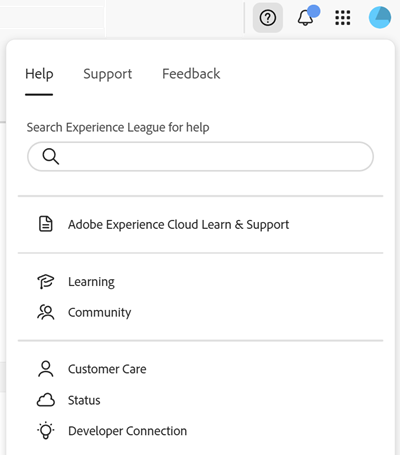 Help Support Feedback
Search Experience League for help
Adobe Experience Cloud Learn & Support
Learning
Community
Customer Care
Status
Developer Connection